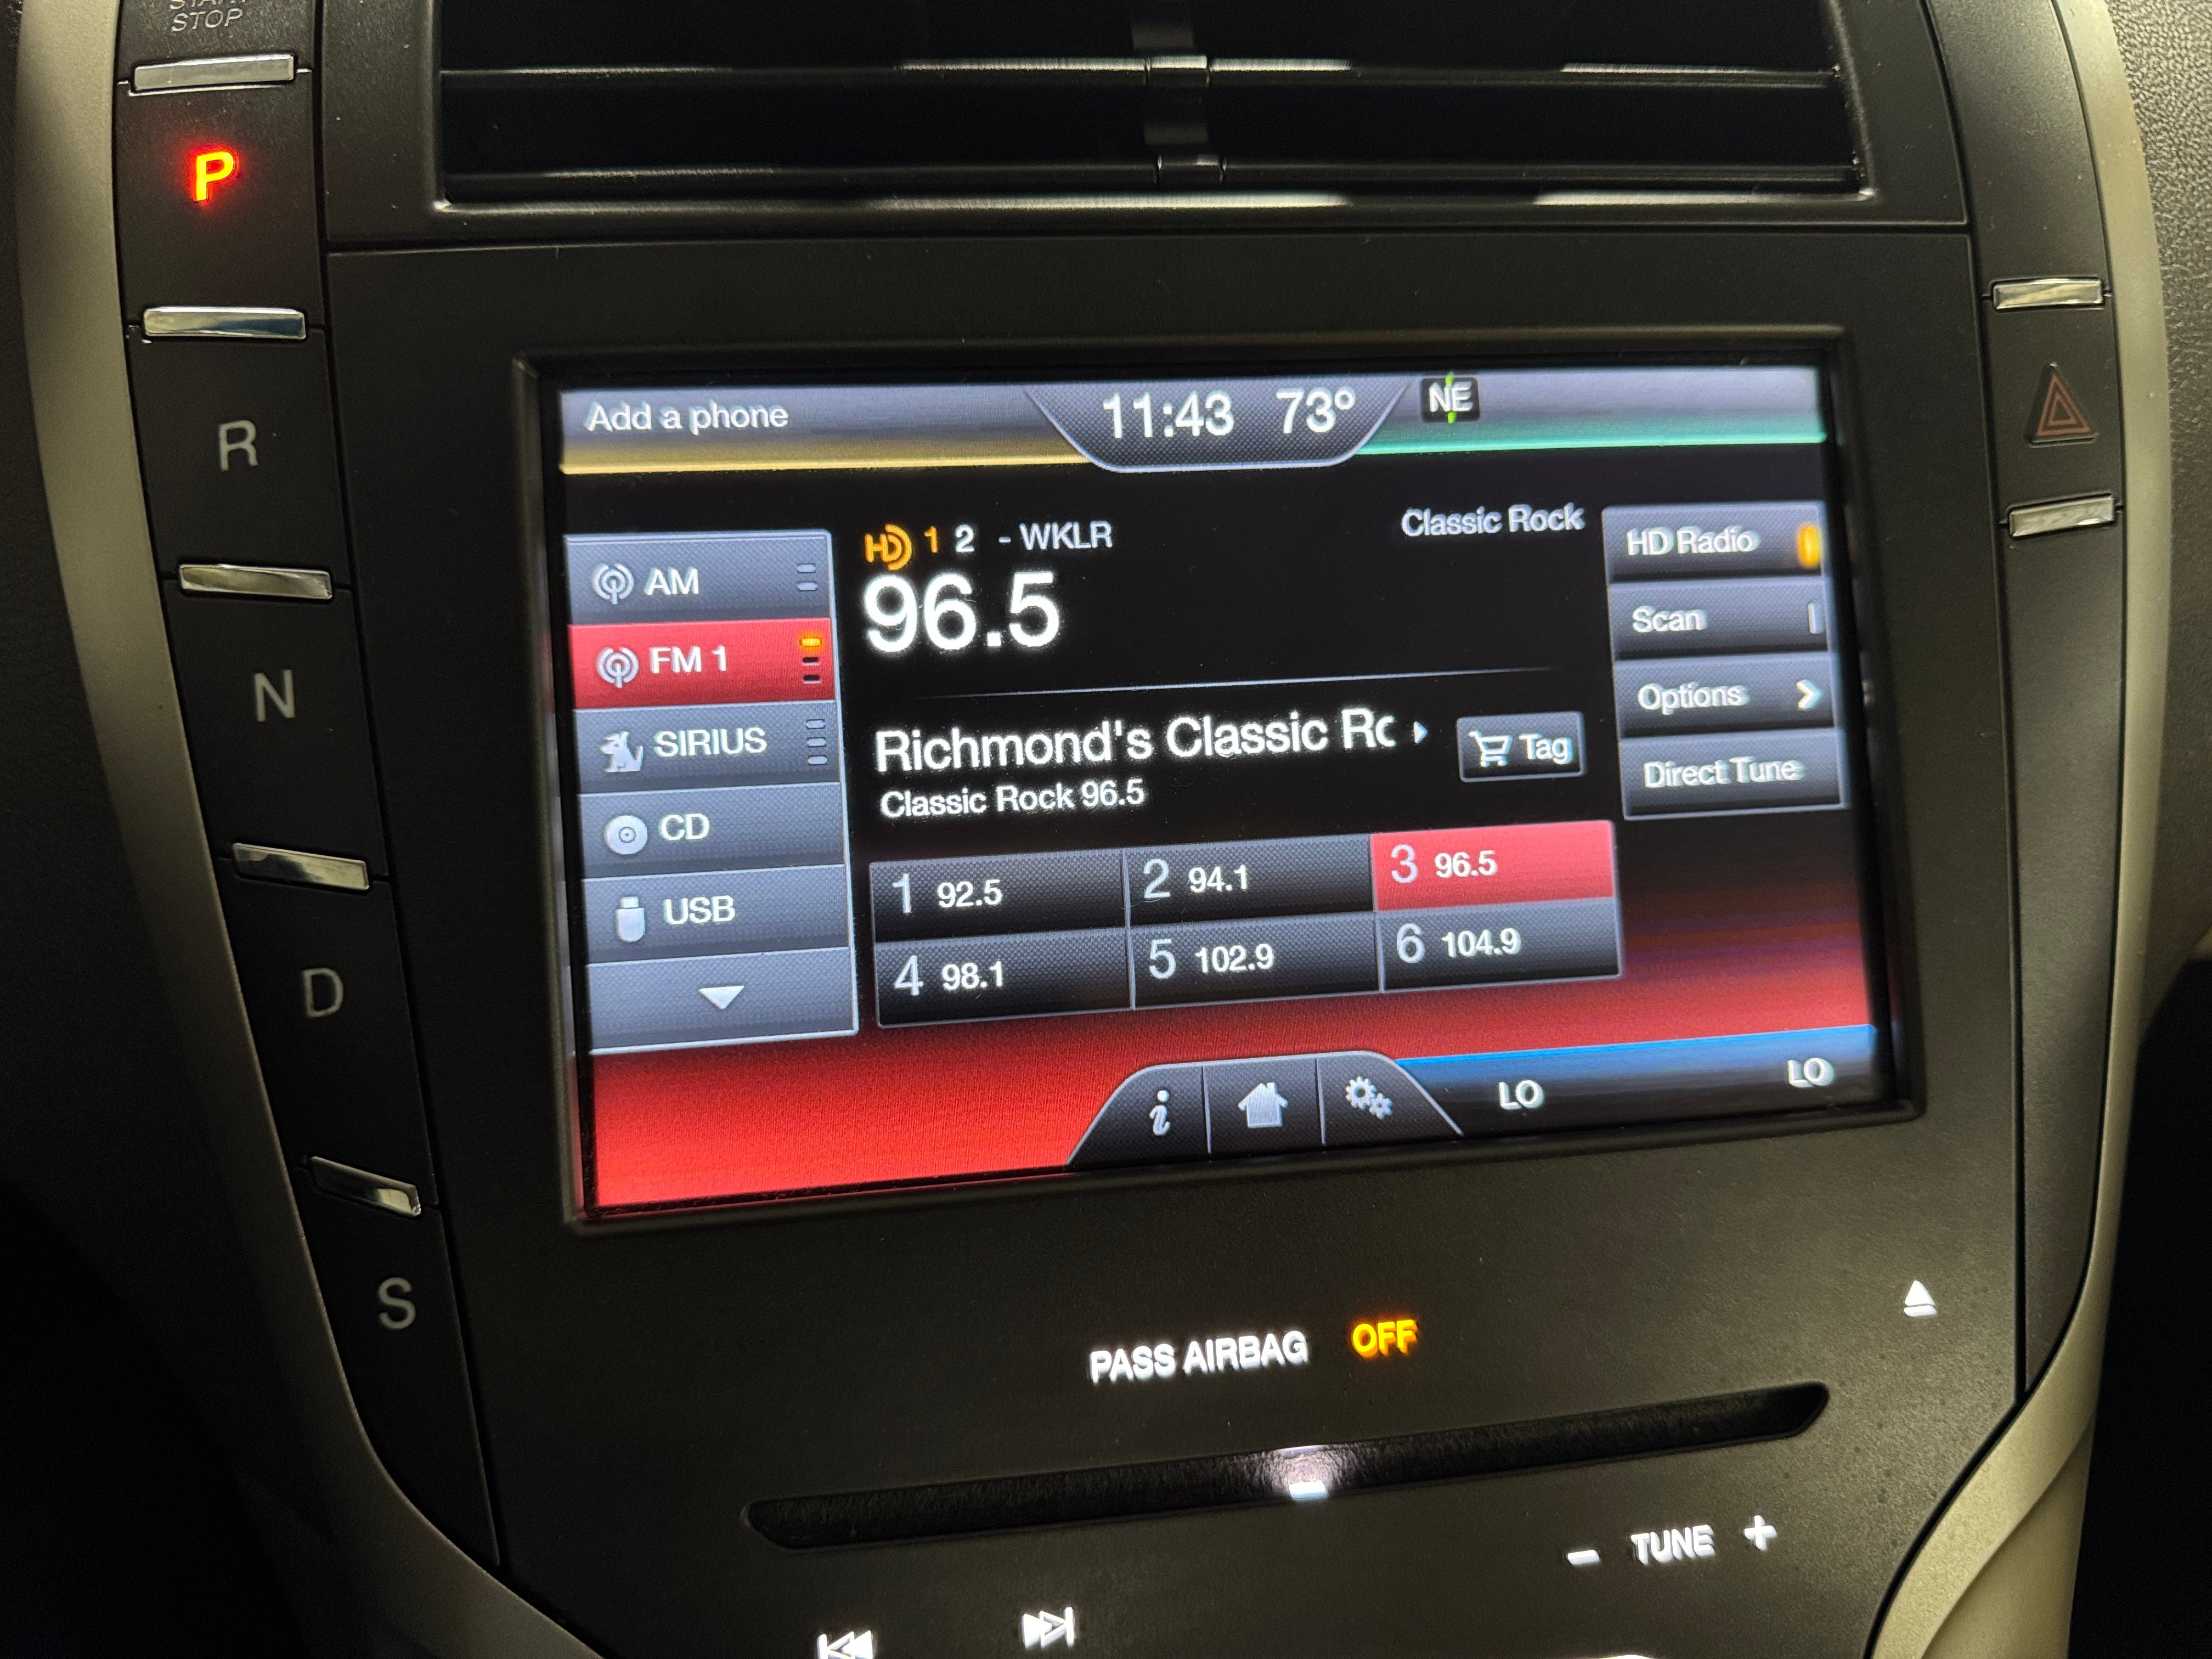 START
STOP
P
R
N
D
S
Add a phone
11:43 73°
NE
HD 1 2 - WKLR
Classic Rock
96.5
AM
FM 1
SIRIUS
CD
USB
Richmond's Classic Rc
Tag
Classic Rock 96.5
HD Radio
Scan
Options
Direct Tune
1 92.5
2 94.1
3 96.5
4 98.1
5 102.9
6 104.9
i
LO
LO
PASS AIRBAG OFF
– TUNE +